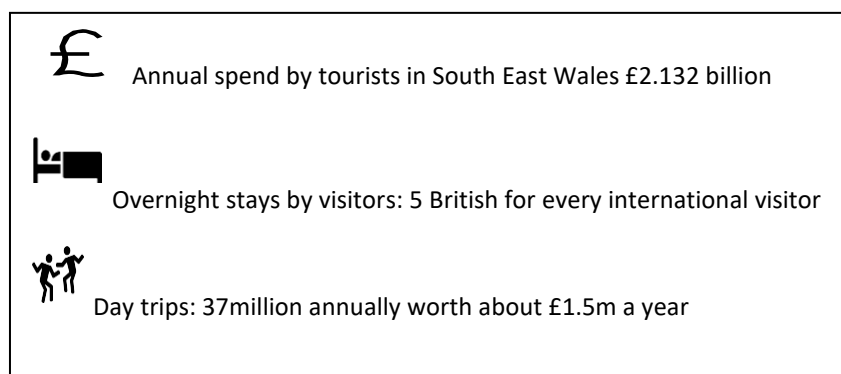 £ Annual spend by tourists in South East Wales £2.132 billion
Overnight stays by visitors: 5 British for every international visitor
Day trips: 37million annually worth about £1.5m a year